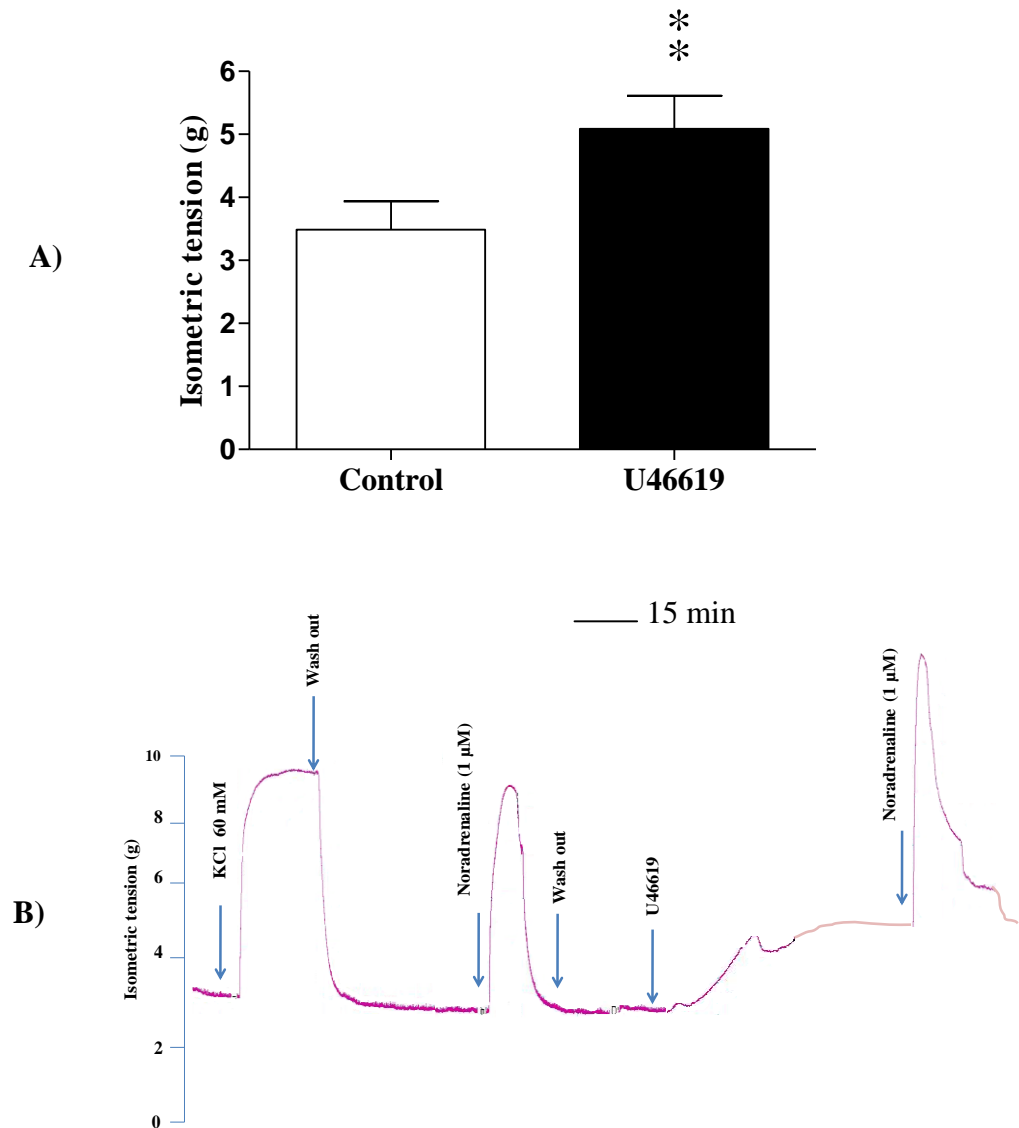 A)
**
Isometric tension (g)
6
5
4
3
2
1
0
Control
U46619
B)
15 min
Isometric tension (g)
10
8
6
4
2
0
KCl 60 mM
Wash out
Noradrenaline (1 µM)
Wash out
U46619
Noradrenaline (1 µM)